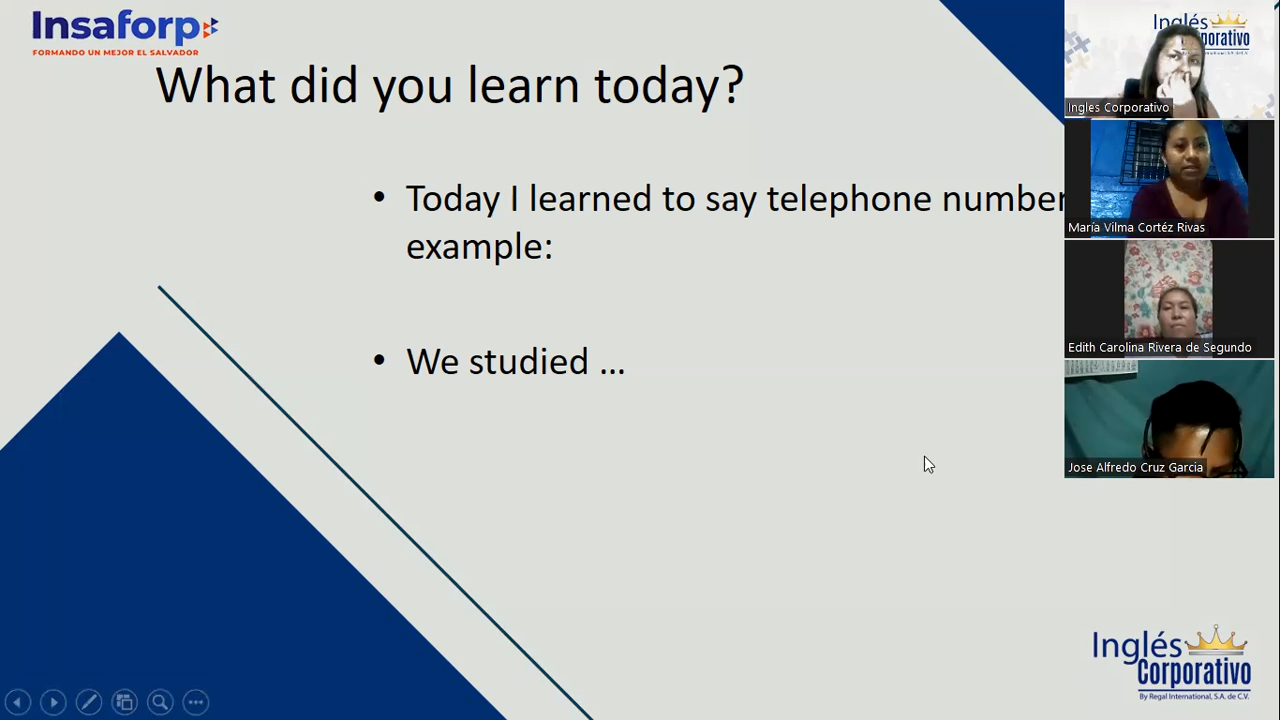 Insaforp
FORMANDO UN MEJOR EL SALVADOR
What did you learn today?
• Today I learned to say telephone number
example:
• We studied ...
Inglés
Corporativo
By Regal International, S.A. de C.V.
Inglés
Ingles Corporativo
María Vilma Cortéz Rivas
Edith Carolina Rivera de Segundo
Jose Alfredo Cruz Garcia